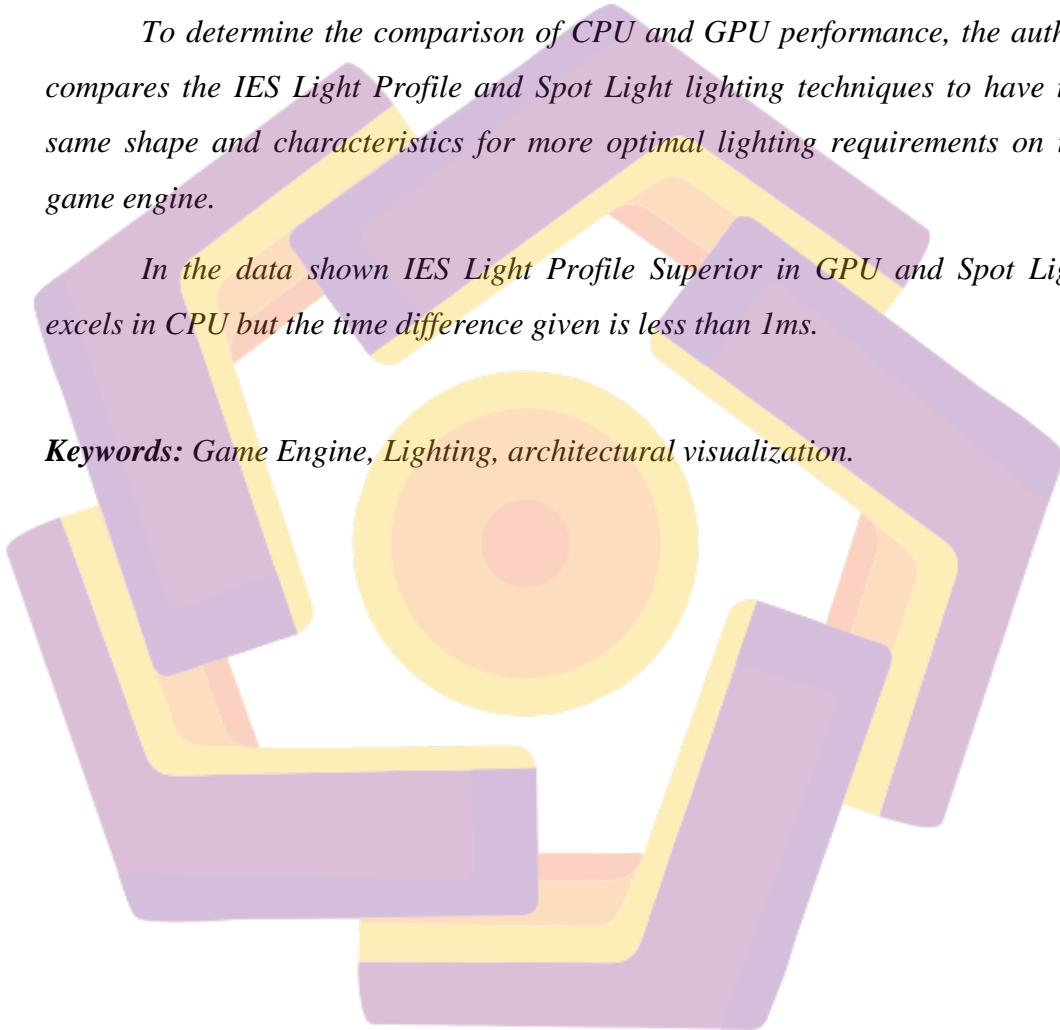 To determine the comparison of CPU and GPU performance, the auth
compares the IES Light Profile and Spot Light lighting techniques to have t
same shape and characteristics for more optimal lighting requirements on t
game engine.
In the data shown IES Light Profile Superior in GPU and Spot Lig
excels in CPU but the time difference given is less than 1ms.
Keywords: Game Engine, Lighting, architectural visualization.